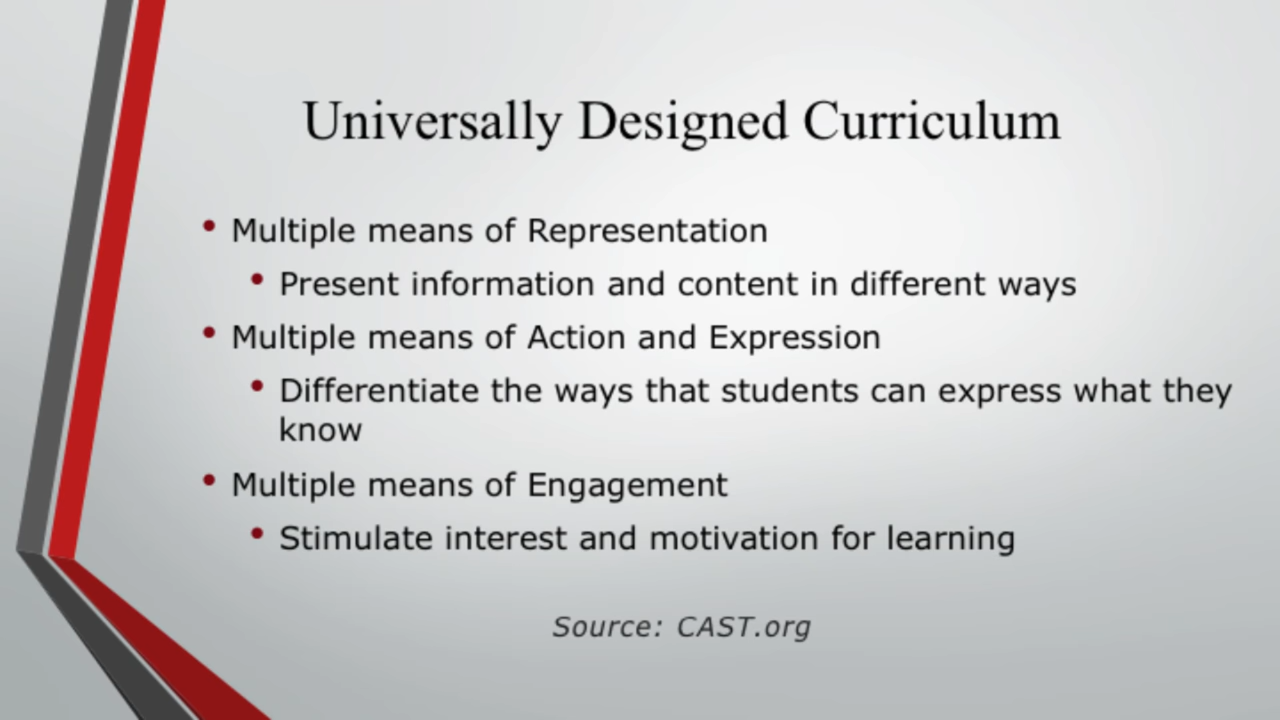 Universally Designed Curriculum
• Multiple means of Representation
• Present information and content in different ways
• Multiple means of Action and Expression
• Differentiate the ways that students can express what they
know
• Multiple means of Engagement
• Stimulate interest and motivation for learning
Source: CAST.org